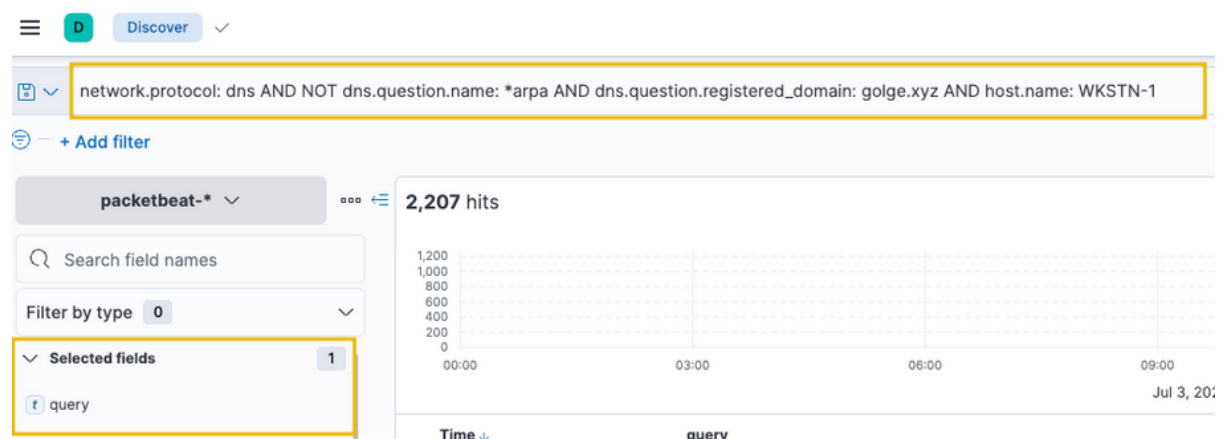 D Discover
network.protocol: dns AND NOT dns.question.name: *arpa AND dns.question.registered_domain: golge.xyz AND host.name: WKSTN-1
+ Add filter
packetbeat-*
2,207 hits
Search field names
Filter by type 0
Selected fields 1
t query
1,200
1,000
800
600
400
200
0
00:00 03:00 06:00 09:00
Jul 3, 202
Time query